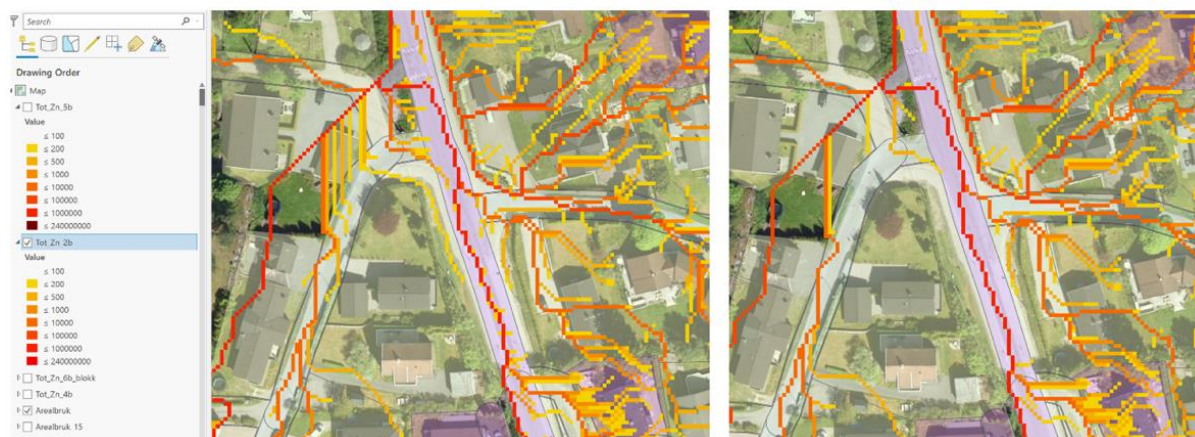 Search
Drawing Order
Map
Tot_Zn_5b
Value
≤ 100
≤ 200
≤ 500
≤ 1000
≤ 10000
≤ 100000
≤ 1000000
≤ 240000000
Tot_Zn_2b
Value
≤ 100
≤ 200
≤ 500
≤ 1000
≤ 10000
≤ 100000
≤ 1000000
≤ 240000000
Tot_Zn_6b_blokk
Tot_Zn_4b
Arealbruk
Arealbruk 15